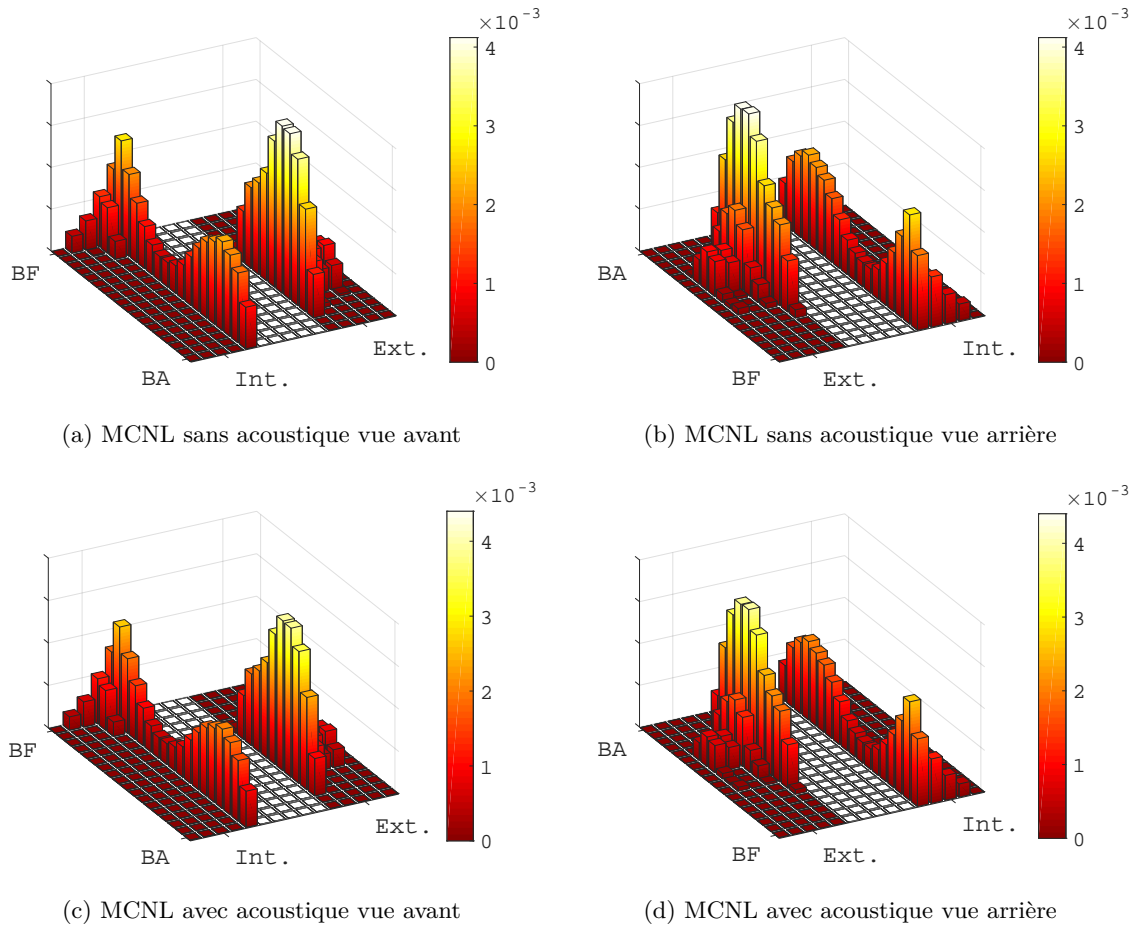 ×10⁻³
4
3
2
1
0
BF
BA
Int.
Ext.
(a) MCNL sans acoustique vue avant
×10⁻³
4
3
2
1
0
BA
BF
Ext.
Int.
(b) MCNL sans acoustique vue arrière
×10⁻³
4
3
2
1
0
BF
BA
Int.
Ext.
(c) MCNL avec acoustique vue avant
×10⁻³
4
3
2
1
0
BA
BF
Ext.
Int.
(d) MCNL avec acoustique vue arrière